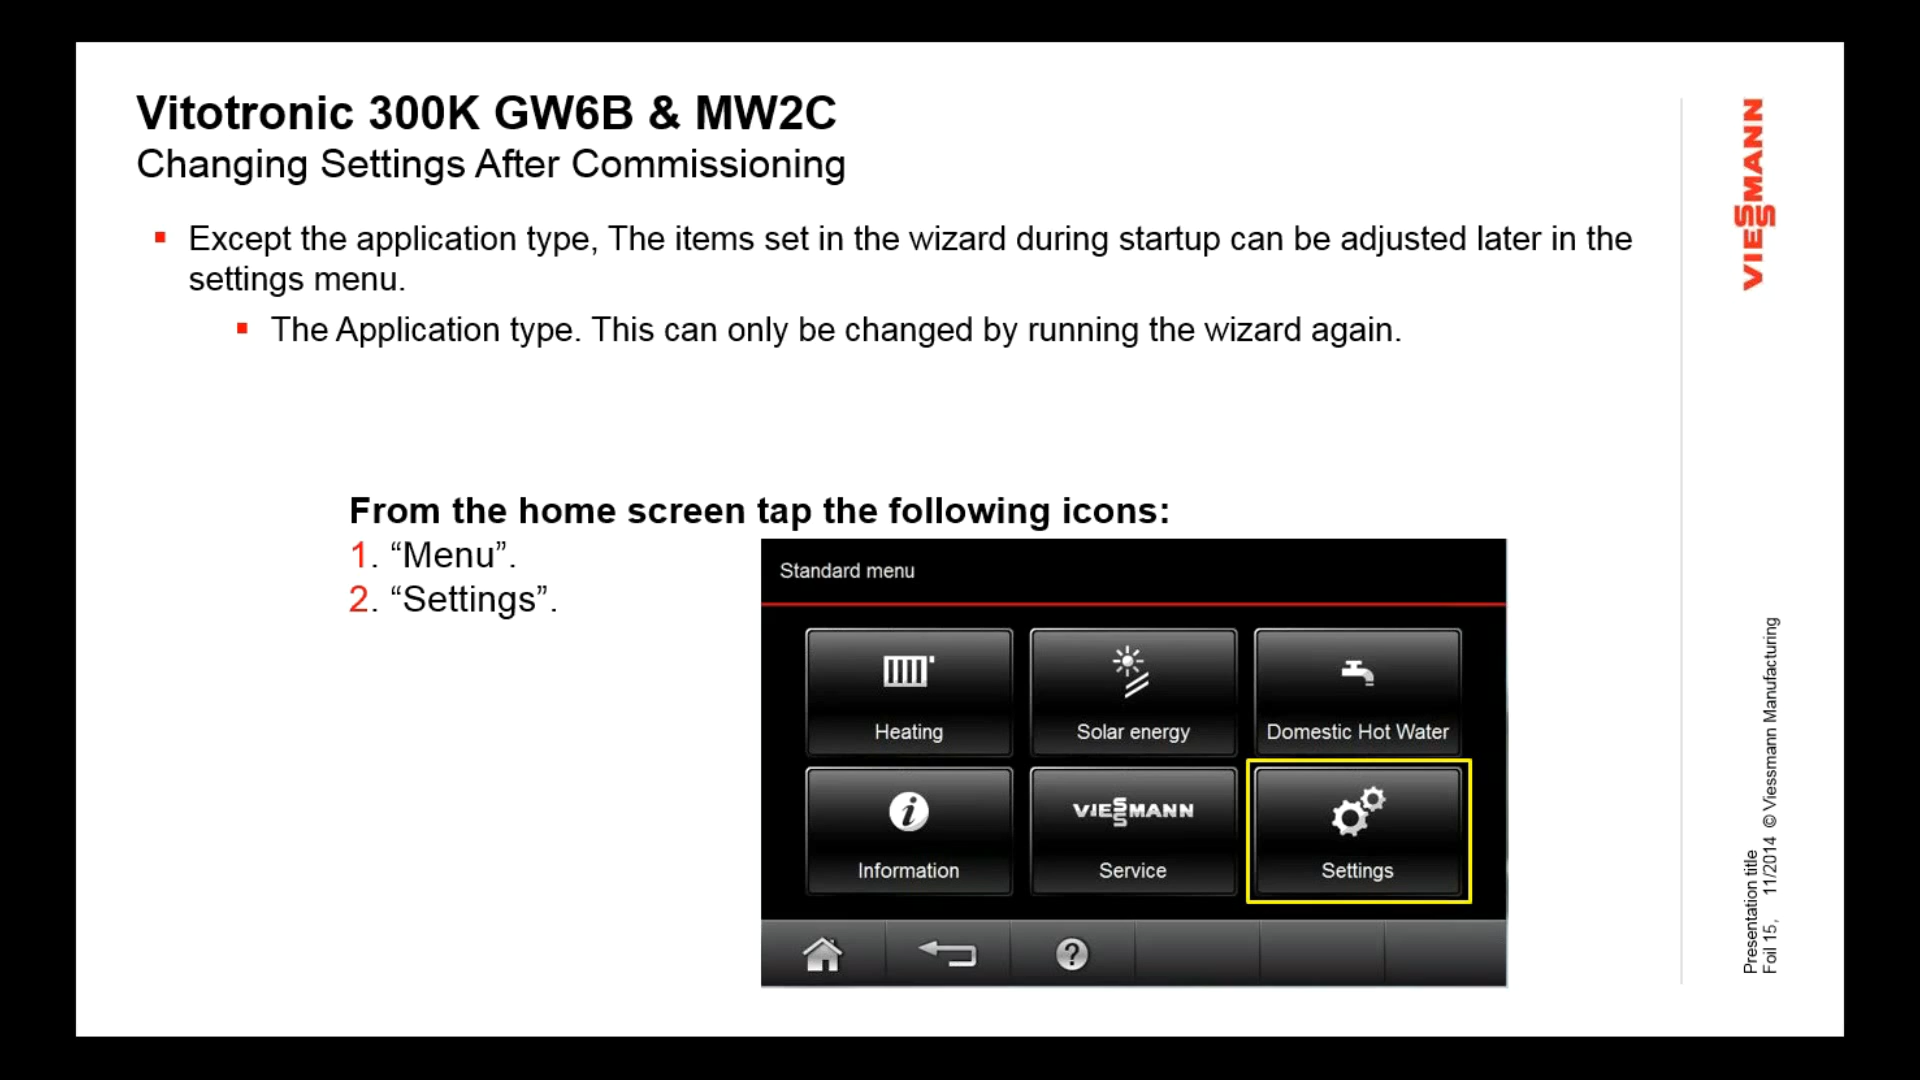 Vitotronic 300K GW6B & MW2C
Changing Settings After Commissioning
Except the application type, The items set in the wizard during startup can be adjusted later in the
settings menu.
The Application type. This can only be changed by running the wizard again.
From the home screen tap the following icons:
1. “Menu”.
2. “Settings”.
Standard menu
Heating
Solar energy
Domestic Hot Water
i
VIESSMANN
Information
Service
Settings
?
VIESSMANN
Presentation title
Foil 15, 11/2014 © Viessmann Manufacturing